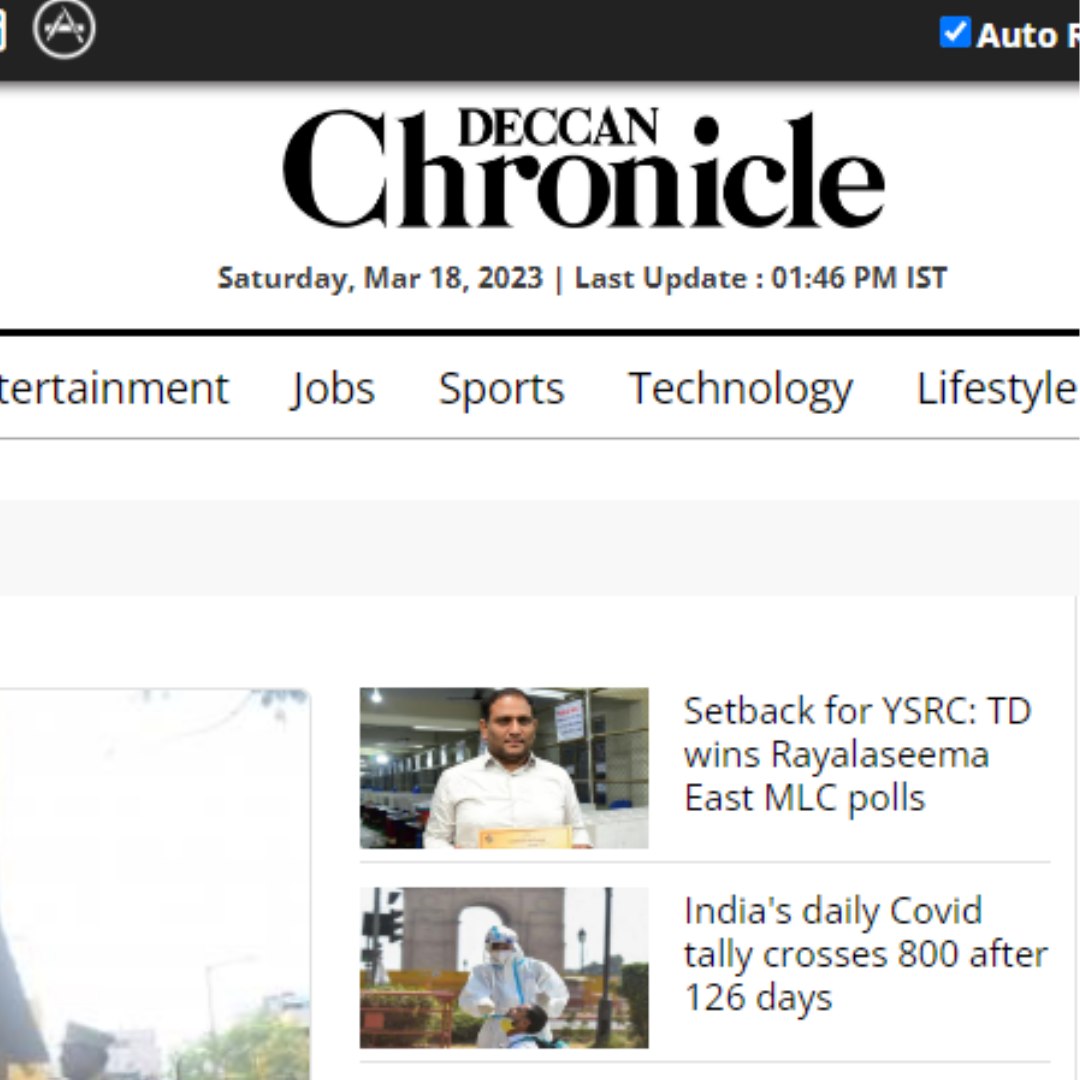 Auto
DECCAN
Chronicle
Saturday, Mar 18, 2023 | Last Update : 01:46 PM IST
tertainment Jobs Sports Technology Lifestyle
Setback for YSRC: TD
wins Rayalaseema
East MLC polls
India's daily Covid
tally crosses 800 after
126 days